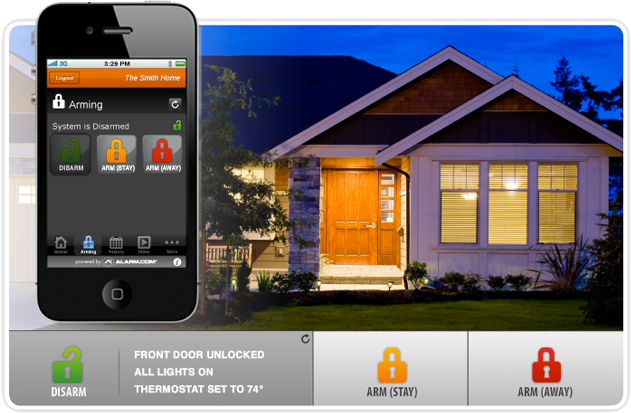 3G 3:29 PM
Logout The Smith Home
Arming
System is Disarmed
DISARM ARM (STAY) ARM (AWAY)
Status Arming History Video More
powered by ALARM.COM
DISARM
FRONT DOOR UNLOCKED
ALL LIGHTS ON
THERMOSTAT SET TO 74°
ARM (STAY)
ARM (AWAY)